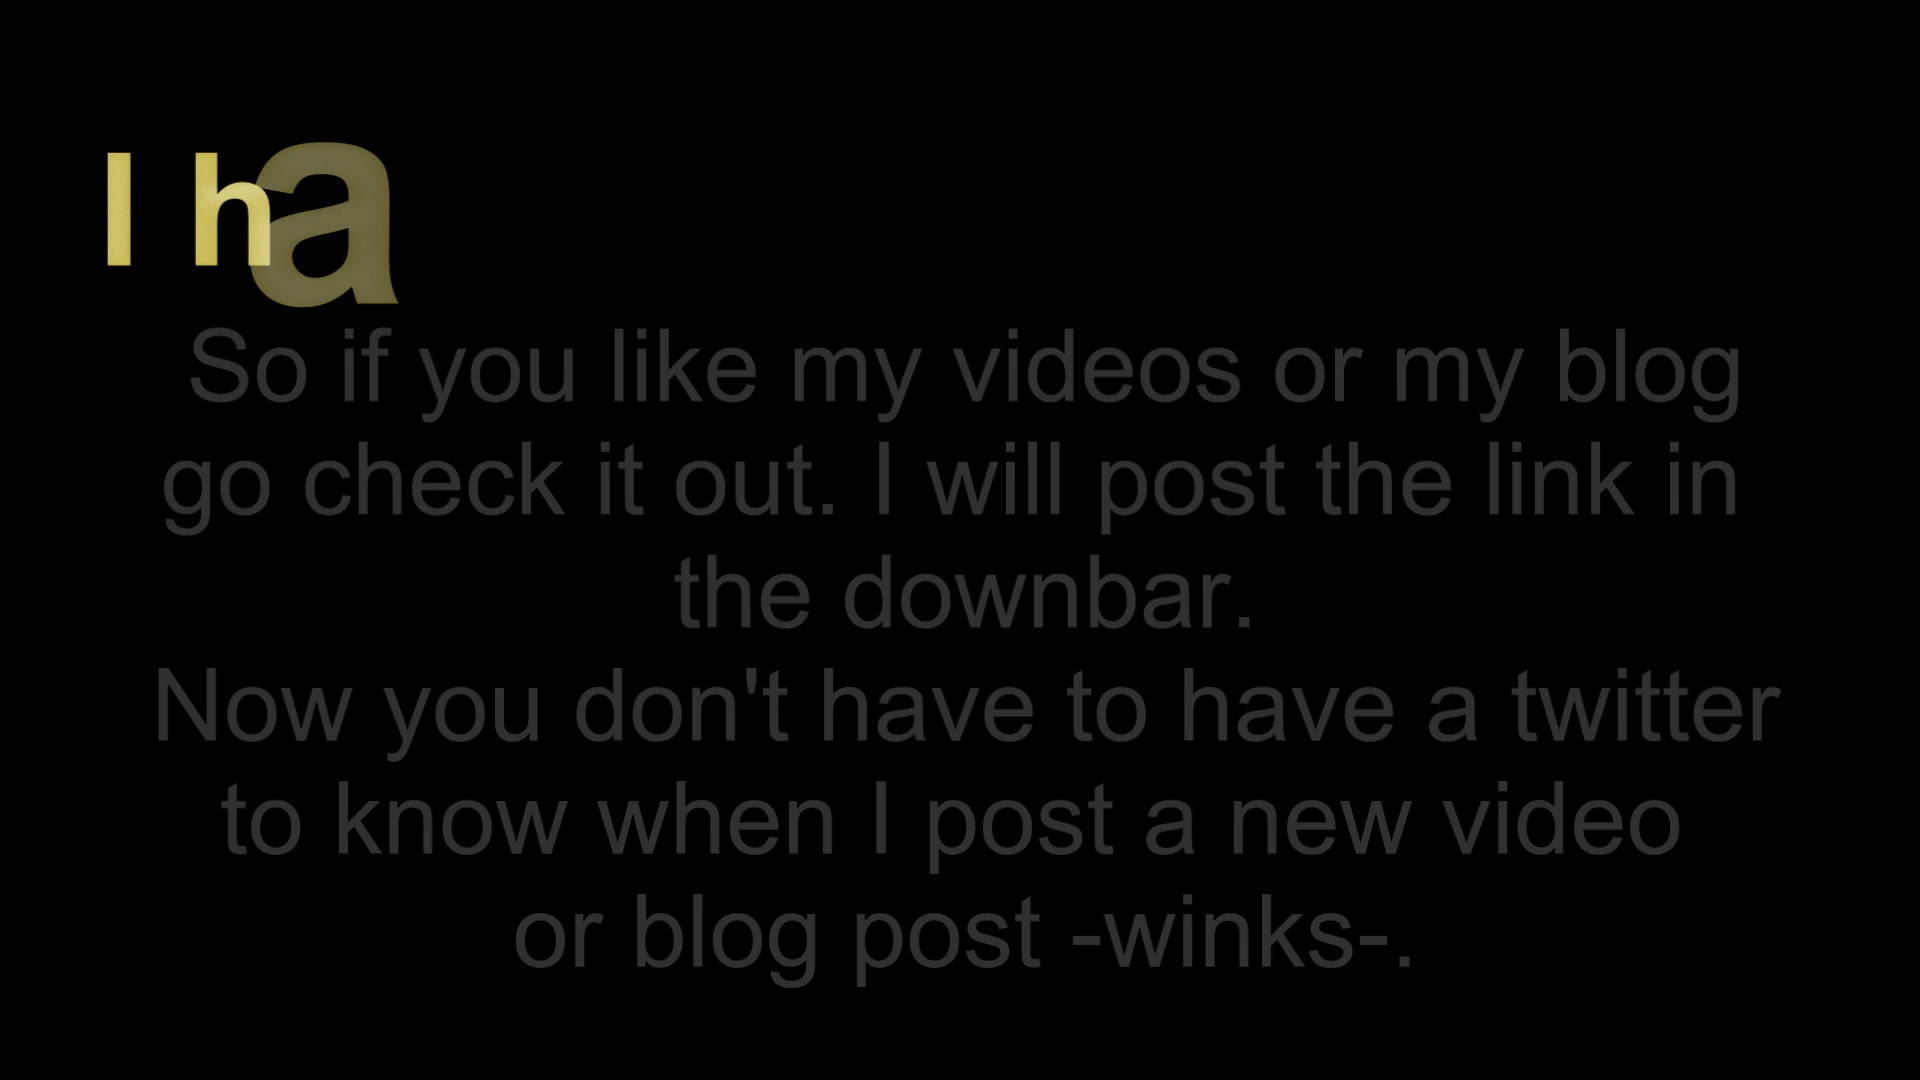 I ha
So if you like my videos or my blog
go check it out. I will post the link in
the downbar.
Now you don't have to have a twitter
to know when I post a new video
or blog post -winks-.